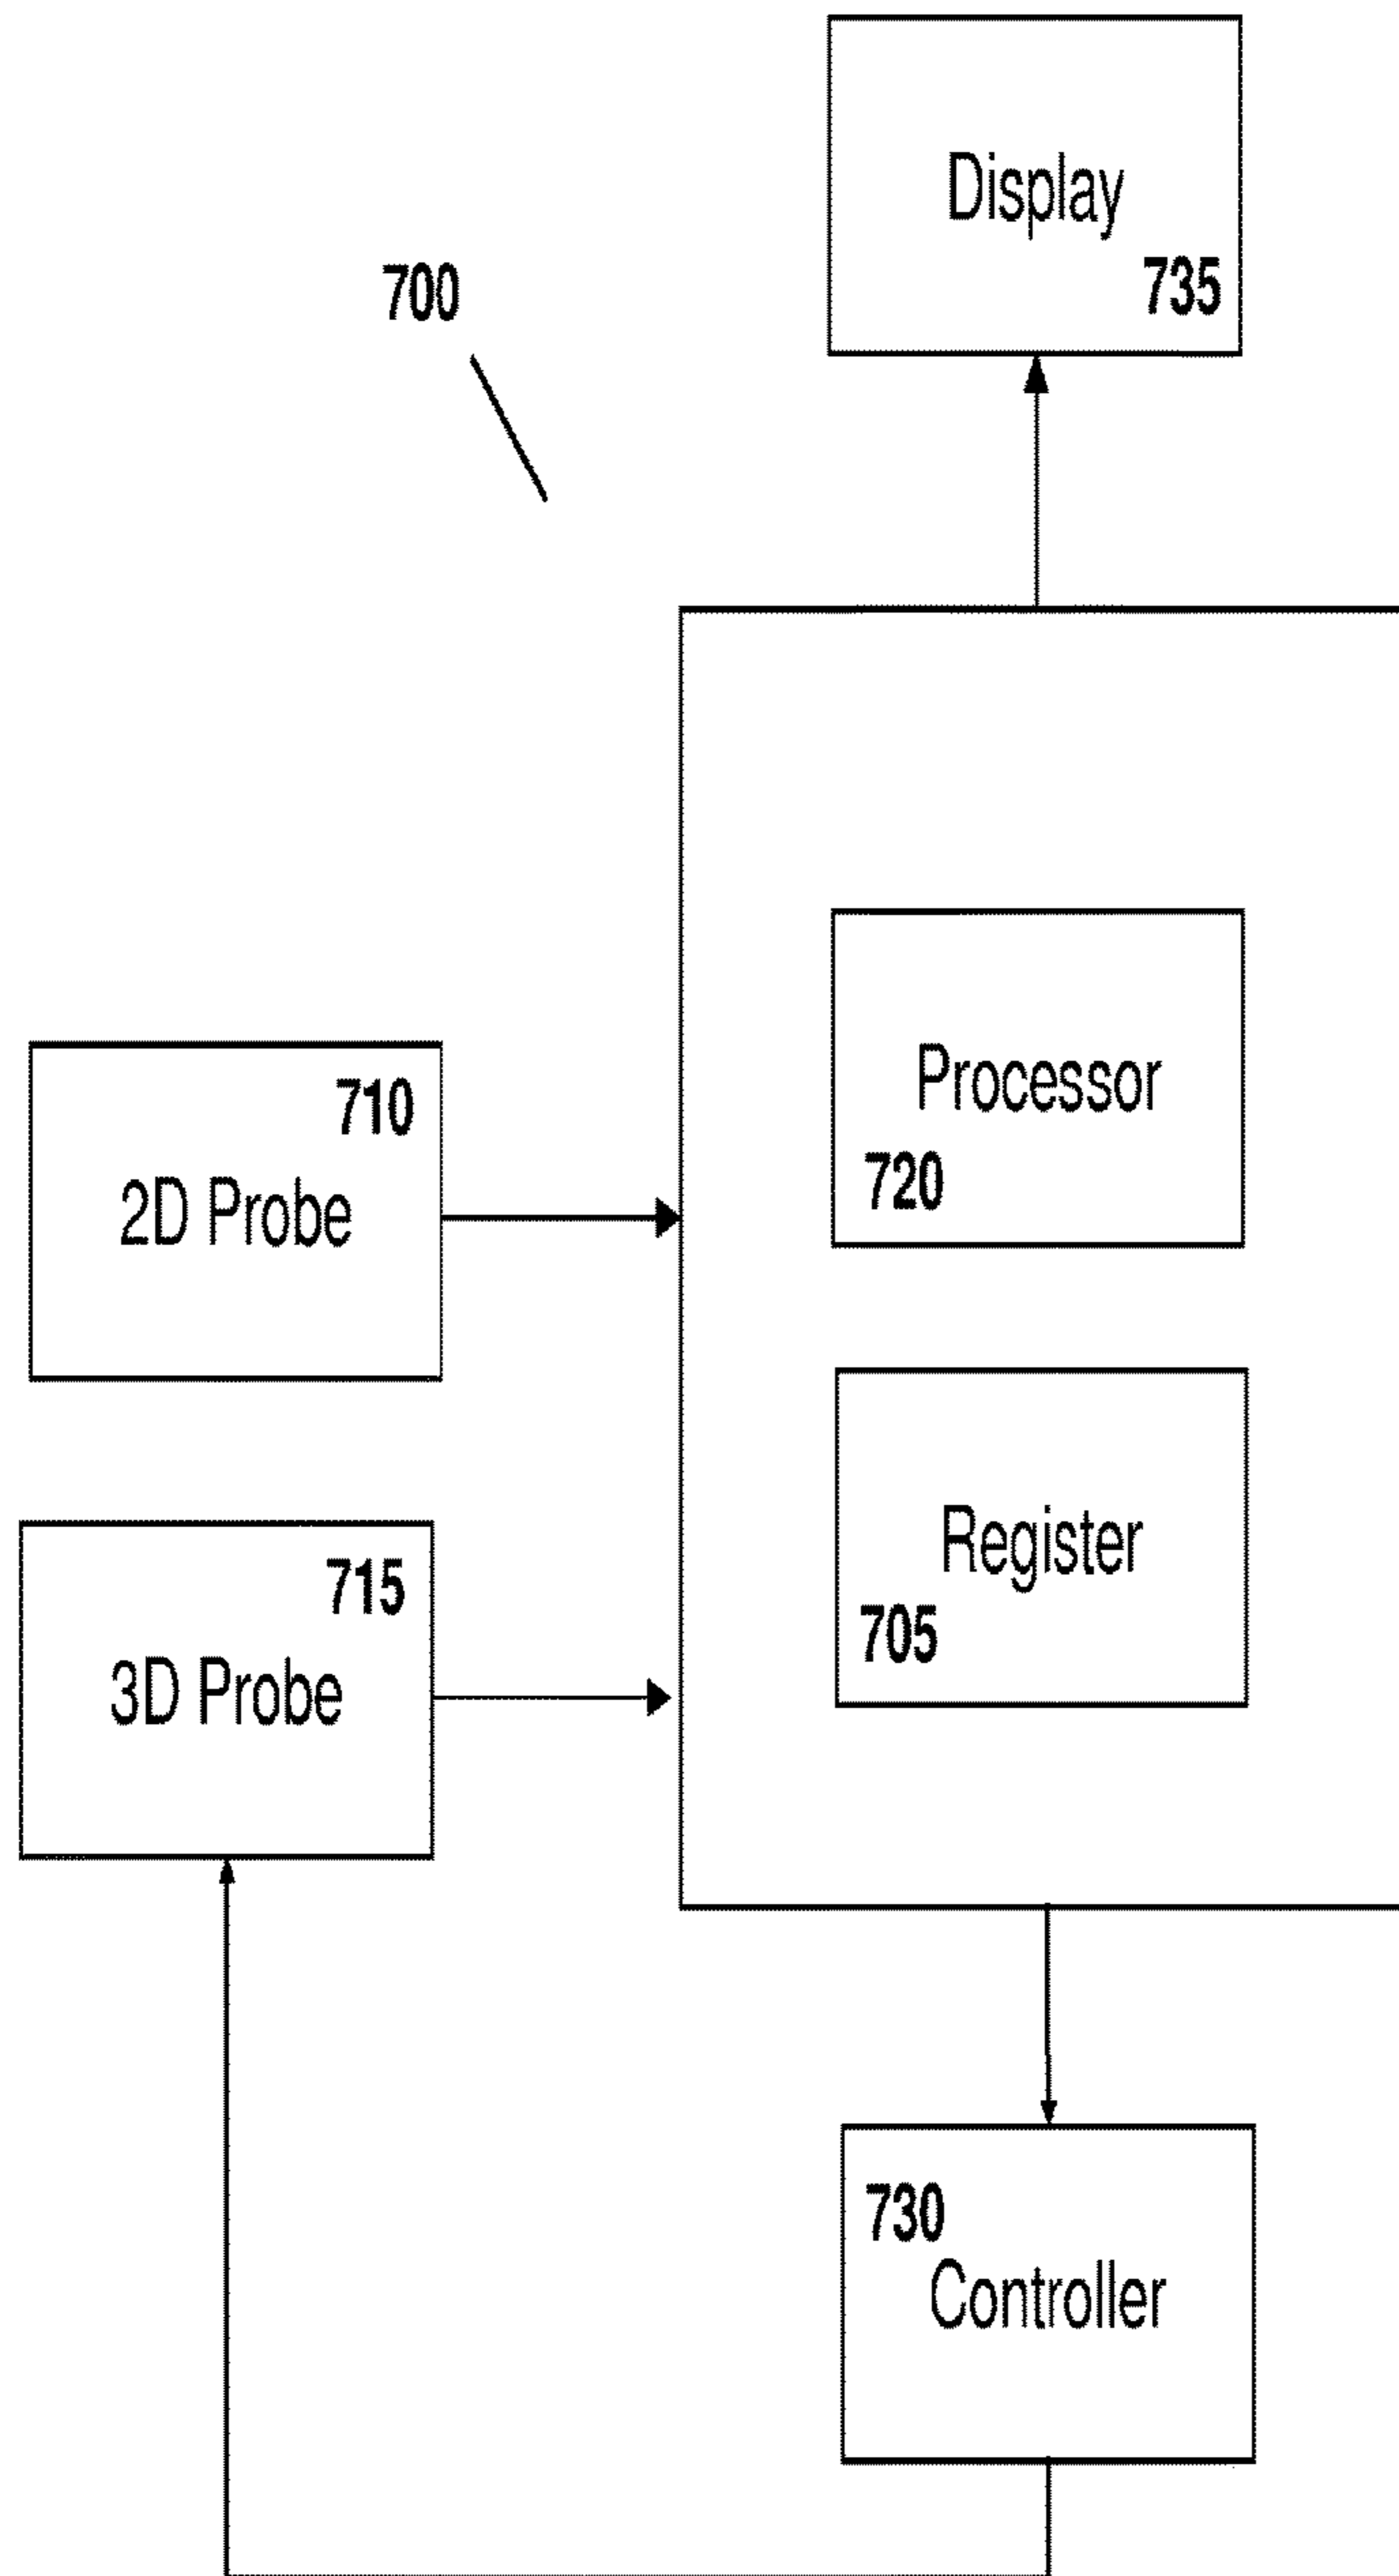 Display
735
700
Processor
720
710
2D Probe
Register
705
715
3D Probe
730
Controller